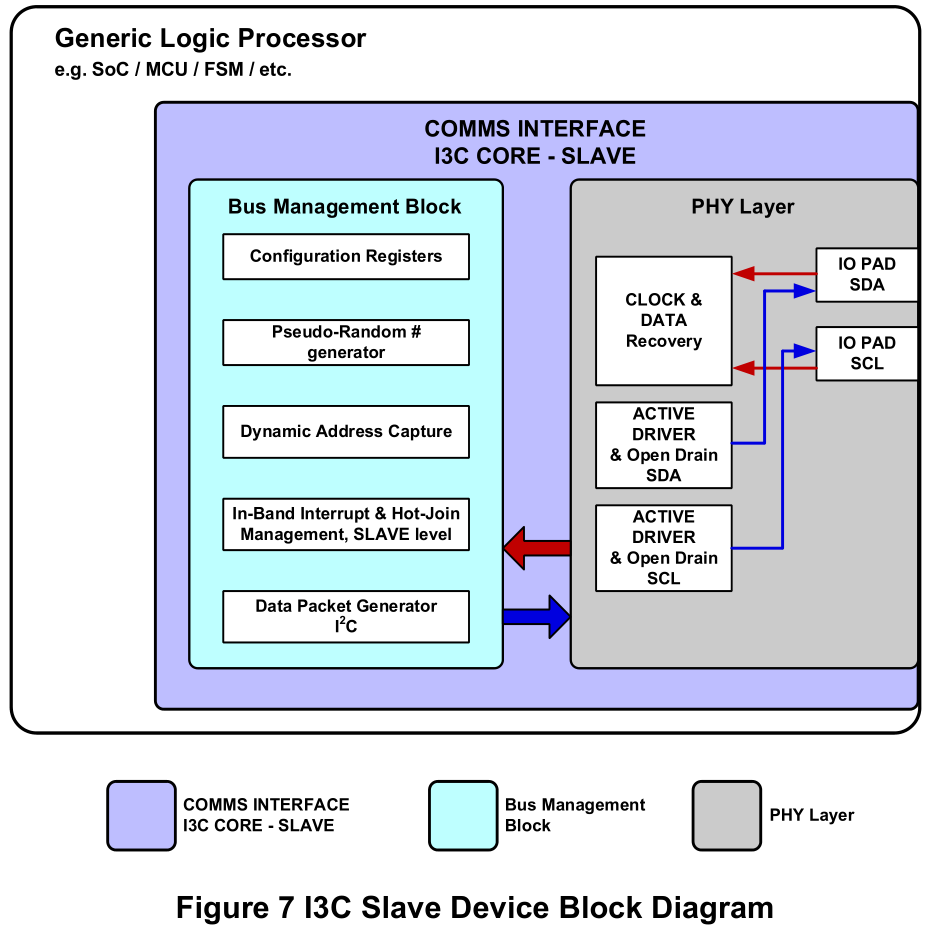 Generic Logic Processor
e.g. SoC / MCU / FSM / etc.
COMMS INTERFACE
I3C CORE - SLAVE
Bus Management Block
Configuration Registers
Pseudo-Random #
generator
Dynamic Address Capture
In-Band Interrupt & Hot-Join
Management, SLAVE level
Data Packet Generator
I²C
PHY Layer
CLOCK &
DATA
Recovery
IO PAD
SDA
IO PAD
SCL
ACTIVE
DRIVER
& Open Drain
SDA
ACTIVE
DRIVER
& Open Drain
SCL
COMMS INTERFACE
I3C CORE - SLAVE
Bus Management
Block
PHY Layer
Figure 7 I3C Slave Device Block Diagram